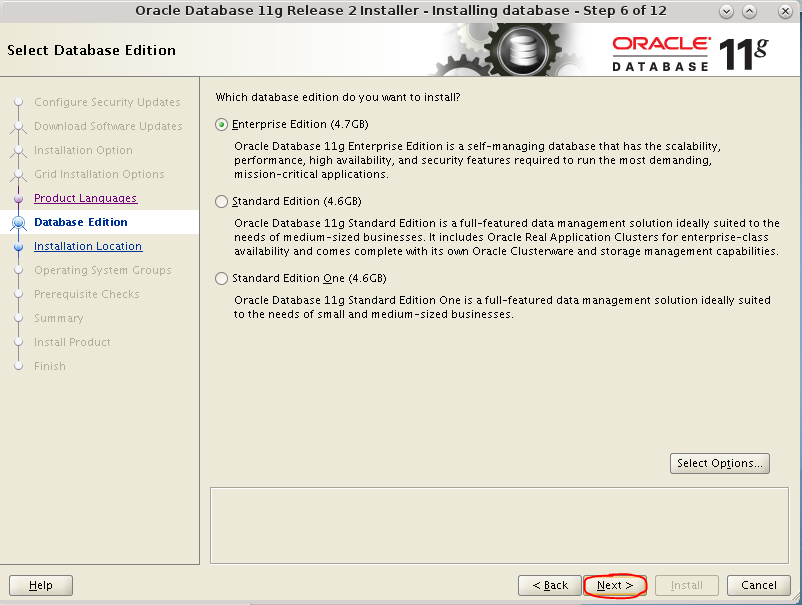 Oracle Database 11g Release 2 Installer - Installing database - Step 6 of 12
Select Database Edition
ORACLE
DATABASE
11g
Configure Security Updates
Download Software Updates
Installation Option
Grid Installation Options
Product Languages
Database Edition
Installation Location
Operating System Groups
Prerequisite Checks
Summary
Install Product
Finish
Which database edition do you want to install?
Enterprise Edition (4.7GB)
Oracle Database 11g Enterprise Edition is a self-managing database that has the scalability,
performance, high availability, and security features required to run the most demanding,
mission-critical applications.
Standard Edition (4.6GB)
Oracle Database 11g Standard Edition is a full-featured data management solution ideally suited to the
needs of medium-sized businesses. It includes Oracle Real Application Clusters for enterprise-class
availability and comes complete with its own Oracle Clusterware and storage management capabilities.
Standard Edition One (4.6GB)
Oracle Database 11g Standard Edition One is a full-featured data management solution ideally suited
to the needs of small and medium-sized businesses.
Select Options...
Help
< Back
Next >
Install
Cancel